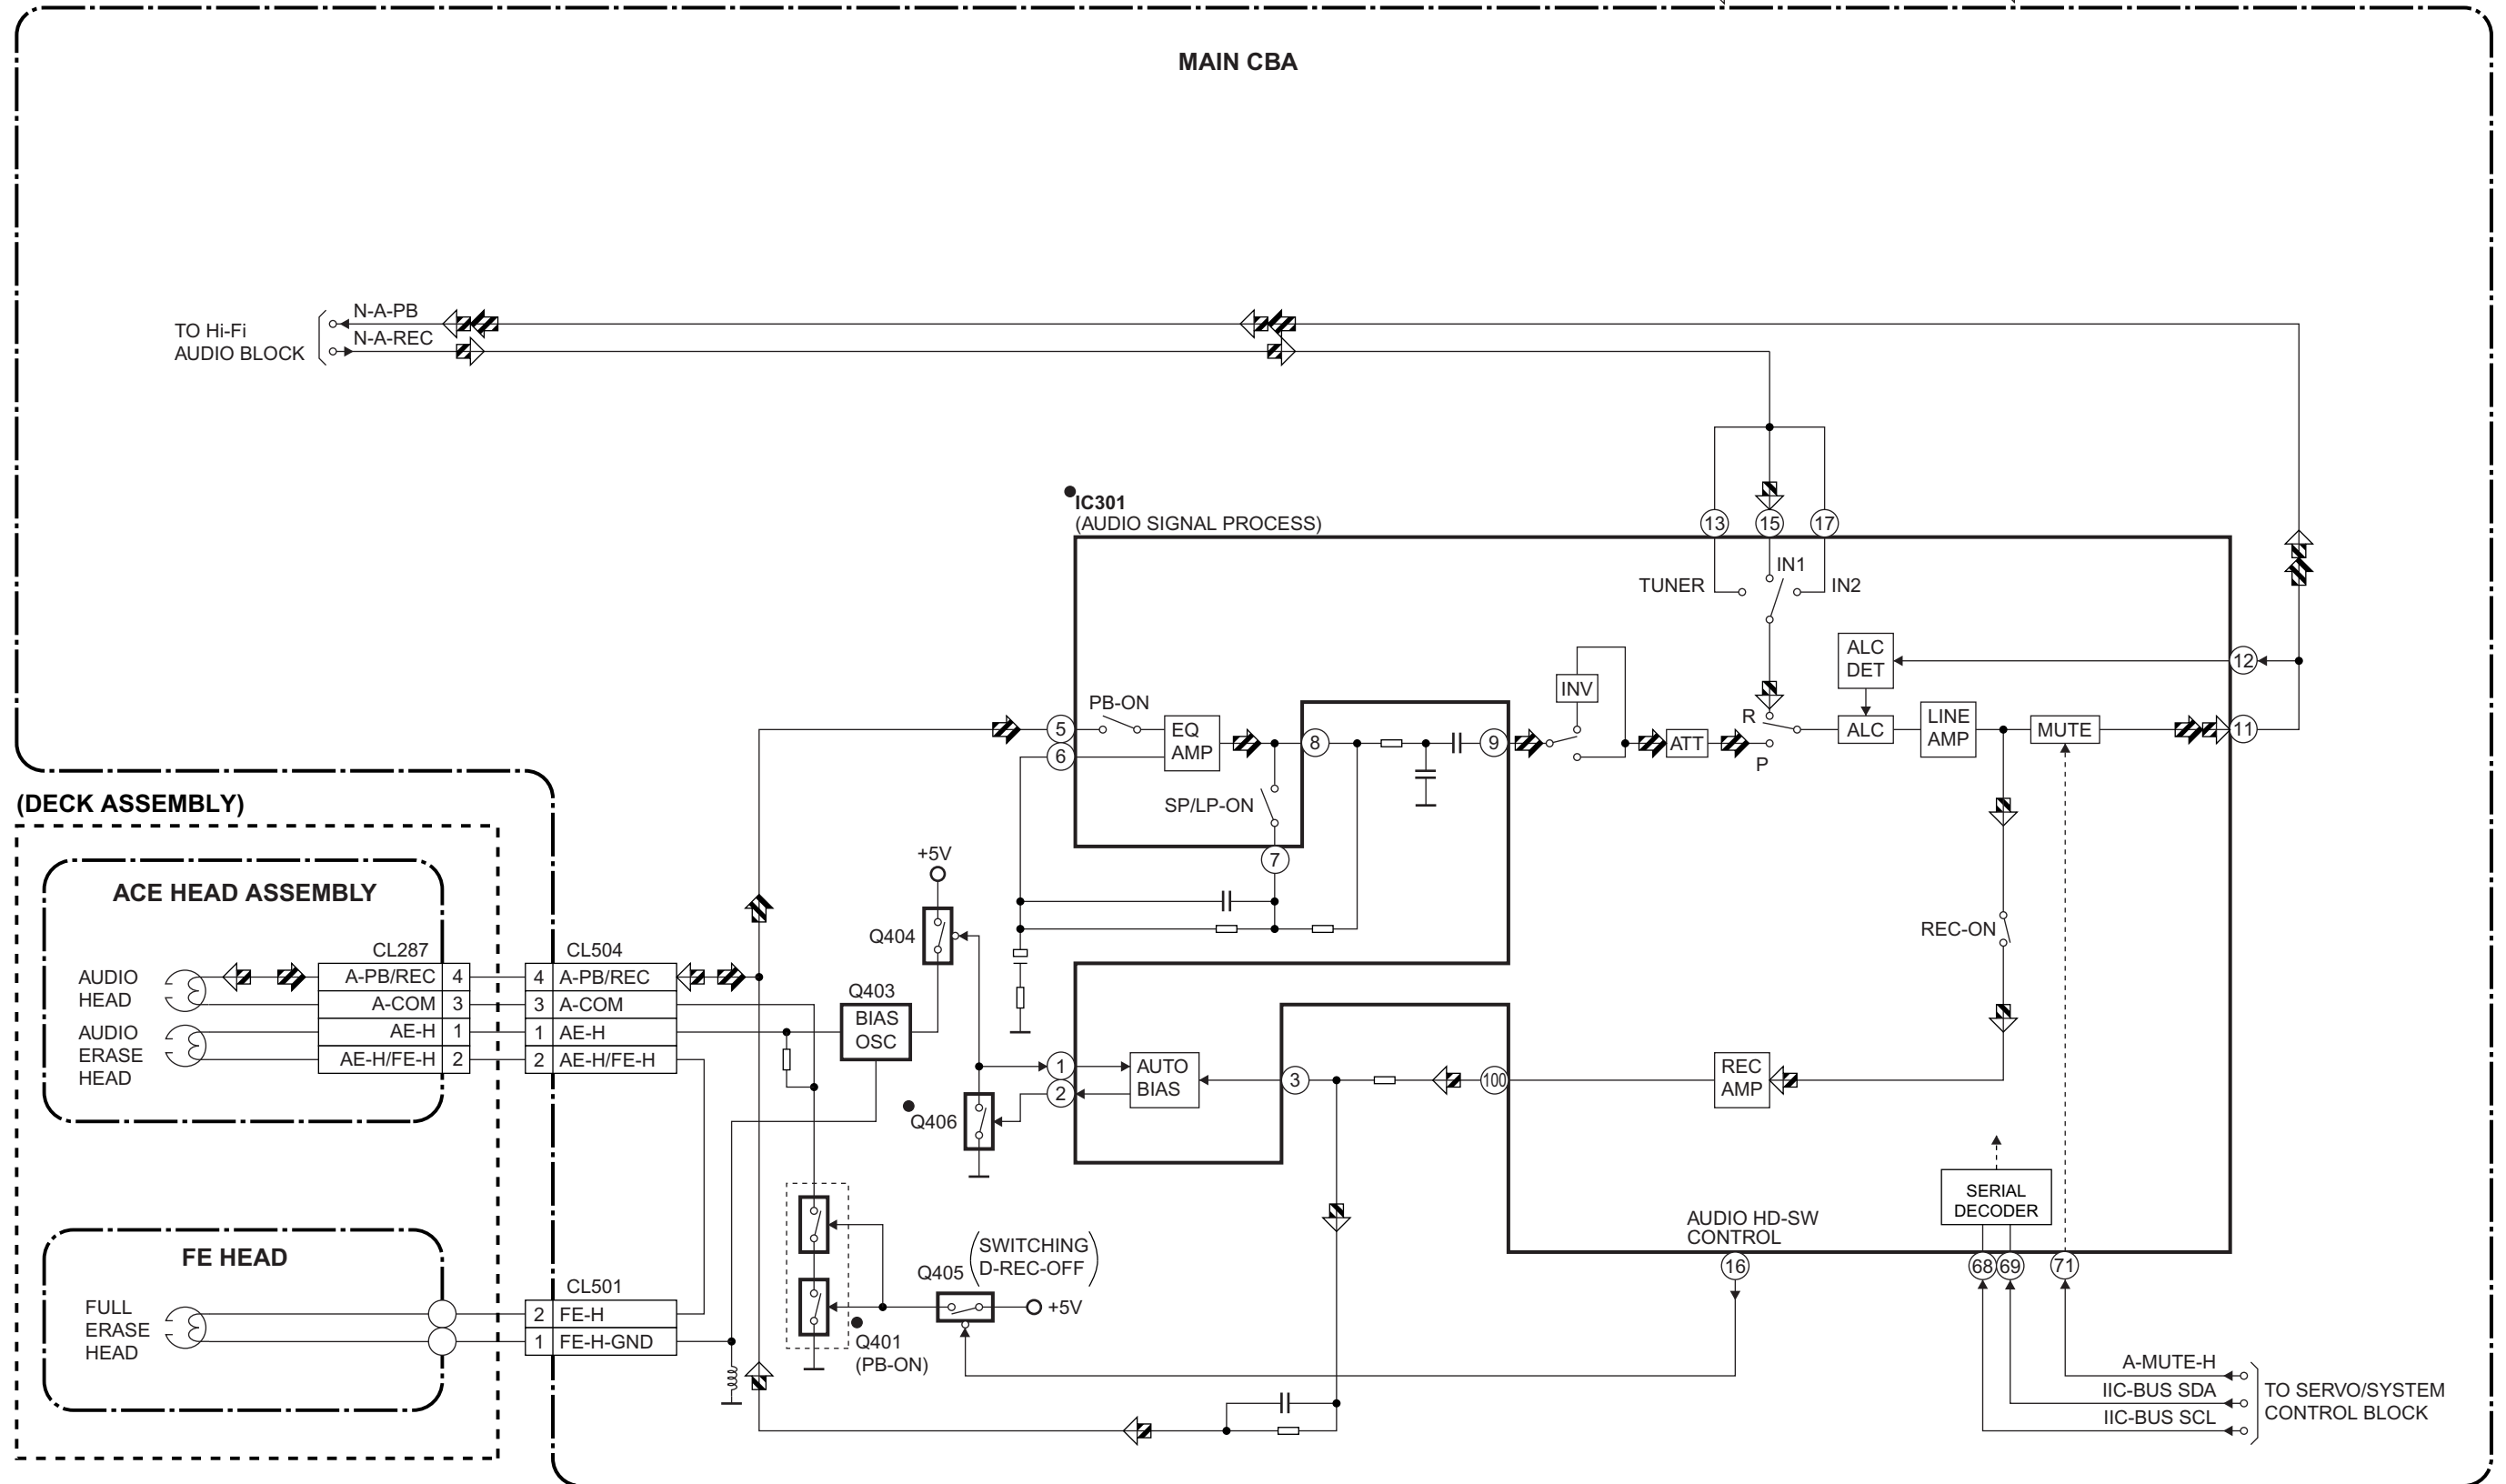 MAIN CBA
TO Hi-Fi
AUDIO BLOCK
N-A-PB
N-A-REC
IC301
(AUDIO SIGNAL PROCESS)
13
15
17
TUNER
IN1
IN2
ALC
DET
12
INV
PB-ON
5
6
EQ
AMP
8
9
ATT
R
P
ALC
LINE
AMP
MUTE
11
SP/LP-ON
7
REC-ON
(DECK ASSEMBLY)
ACE HEAD ASSEMBLY
AUDIO
HEAD
AUDIO
ERASE
HEAD
CL287
A-PB/REC 4
A-COM 3
AE-H 1
AE-H/FE-H 2
CL504
4 A-PB/REC
3 A-COM
1 AE-H
2 AE-H/FE-H
+5V
Q404
Q403
BIAS
OSC
Q406
1
2
AUTO
BIAS
3
100
REC
AMP
SERIAL
DECODER
AUDIO HD-SW
CONTROL
16
68
69
71
FE HEAD
FULL
ERASE
HEAD
CL501
2 FE-H
1 FE-H-GND
Q405
(SWITCHING
D-REC-OFF)
+5V
Q401
(PB-ON)
A-MUTE-H
IIC-BUS SDA
IIC-BUS SCL
TO SERVO/SYSTEM
CONTROL BLOCK